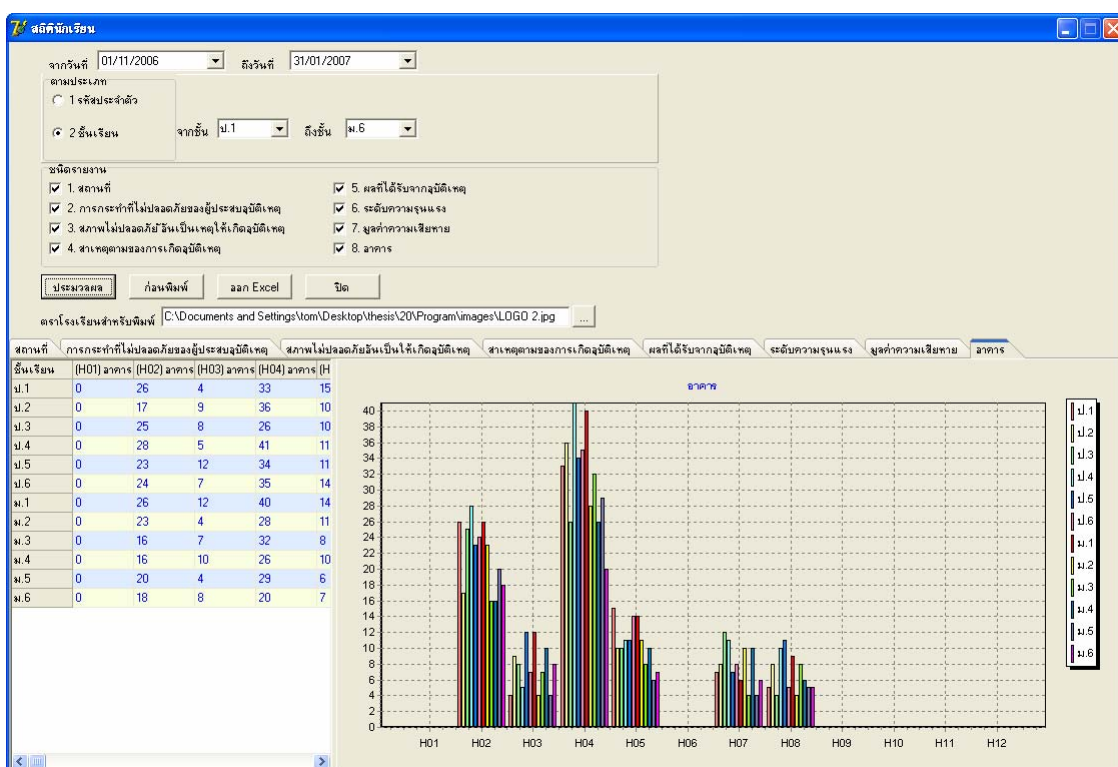 สถิตินักเรียน
จากวันที่ 01/11/2006 ถึงวันที่ 31/01/2007
ตามประเภท
1 รหัสประจำตัว
2 ชั้นเรียน จากชั้น ป.1 ถึงชั้น ม.6
ชนิดรายงาน
1. สถานที่ 5. ผลที่ได้รับจากอุบัติเหตุ
2. การกระทำที่ไม่ปลอดภัยของผู้ประสบอุบัติเหตุ 6. ระดับความรุนแรง
3. สภาพไม่ปลอดภัยอันเป็นเหตุให้เกิดอุบัติเหตุ 7. มูลค่าความเสียหาย
4. สาเหตุตามของการเกิดอุบัติเหตุ 8. อาคาร
ประมวลผล ก่อนพิมพ์ ออก Excel ปิด
ตราโรงเรียนสำหรับพิมพ์ C:\Documents and Settings\tom\Desktop\thesis\20\Program\images\LOGO 2.jpg ...
สถานที่ การกระทำที่ไม่ปลอดภัยของผู้ประสบอุบัติเหตุ สภาพไม่ปลอดภัยอันเป็นให้เกิดอุบัติเหตุ สาเหตุตามของการเกิดอุบัติเหตุ ผลที่ได้รับจากอุบัติเหตุ ระดับความรุนแรง มูลค่าความเสียหาย อาคาร
ชั้นเรียน (H01) อาคาร (H02) อาคาร (H03) อาคาร (H04) อาคาร (H
ป.1 0 26 4 33 15
ป.2 0 17 9 36 10
ป.3 0 25 8 26 10
ป.4 0 28 5 41 11
ป.5 0 23 12 34 11
ป.6 0 24 7 35 14
ม.1 0 26 12 40 14
ม.2 0 23 4 28 11
ม.3 0 16 7 32 8
ม.4 0 16 10 26 10
ม.5 0 20 4 29 6
ม.6 0 18 8 20 7
อาคาร
40
38
36
34
32
30
28
26
24
22
20
18
16
14
12
10
8
6
4
2
0
H01 H02 H03 H04 H05 H06 H07 H08 H09 H10 H11 H12
ป.1
ป.2
ป.3
ป.4
ป.5
ป.6
ม.1
ม.2
ม.3
ม.4
ม.5
ม.6